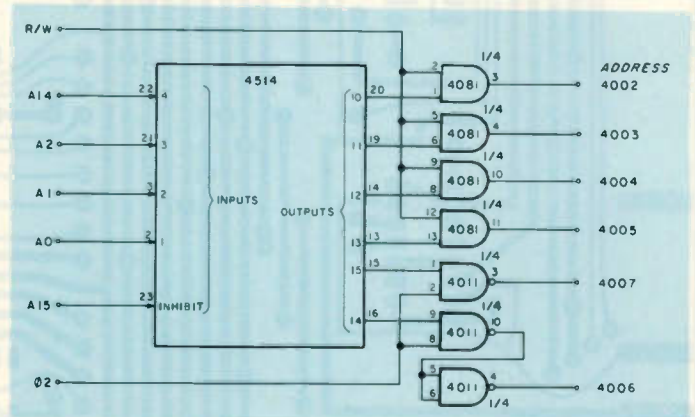 R/W
1/4
ADDRESS
4514
2 4081 3 4002
A14 22 4 10 20 1
1/4
5 4081 4 4003
A2 21 3 11 19 6
1/4
9 4081 10 4004
A1 3 2 INPUTS OUTPUTS 12 14 8
1/4
12 4081 11 4005
A0 2 1 13 13 13
1/4
15 15 1 4011 3 4007
2
1/4
A15 23 INHIBIT 14 16 9 4011 10
8
Ø2 5 4011 4 4006
6
1/4